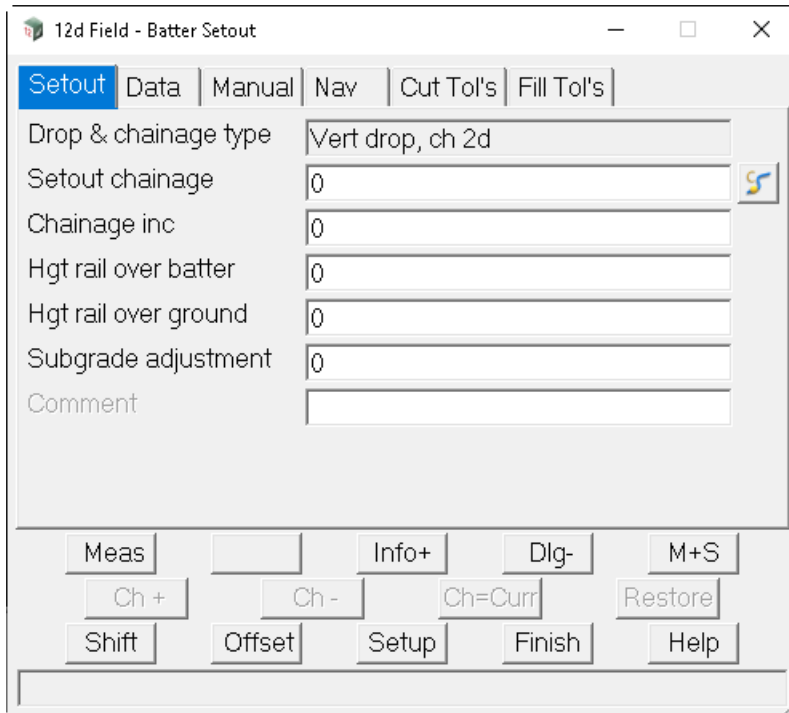 12d Field - Batter Setout
Setout Data Manual Nav Cut Tol's Fill Tol's
Drop & chainage type Vert drop, ch 2d
Setout chainage 0
Chainage inc 0
Hgt rail over batter 0
Hgt rail over ground 0
Subgrade adjustment 0
Comment
Meas Info+ Dlg- M+S
Ch + Ch - Ch=Curr Restore
Shift Offset Setup Finish Help